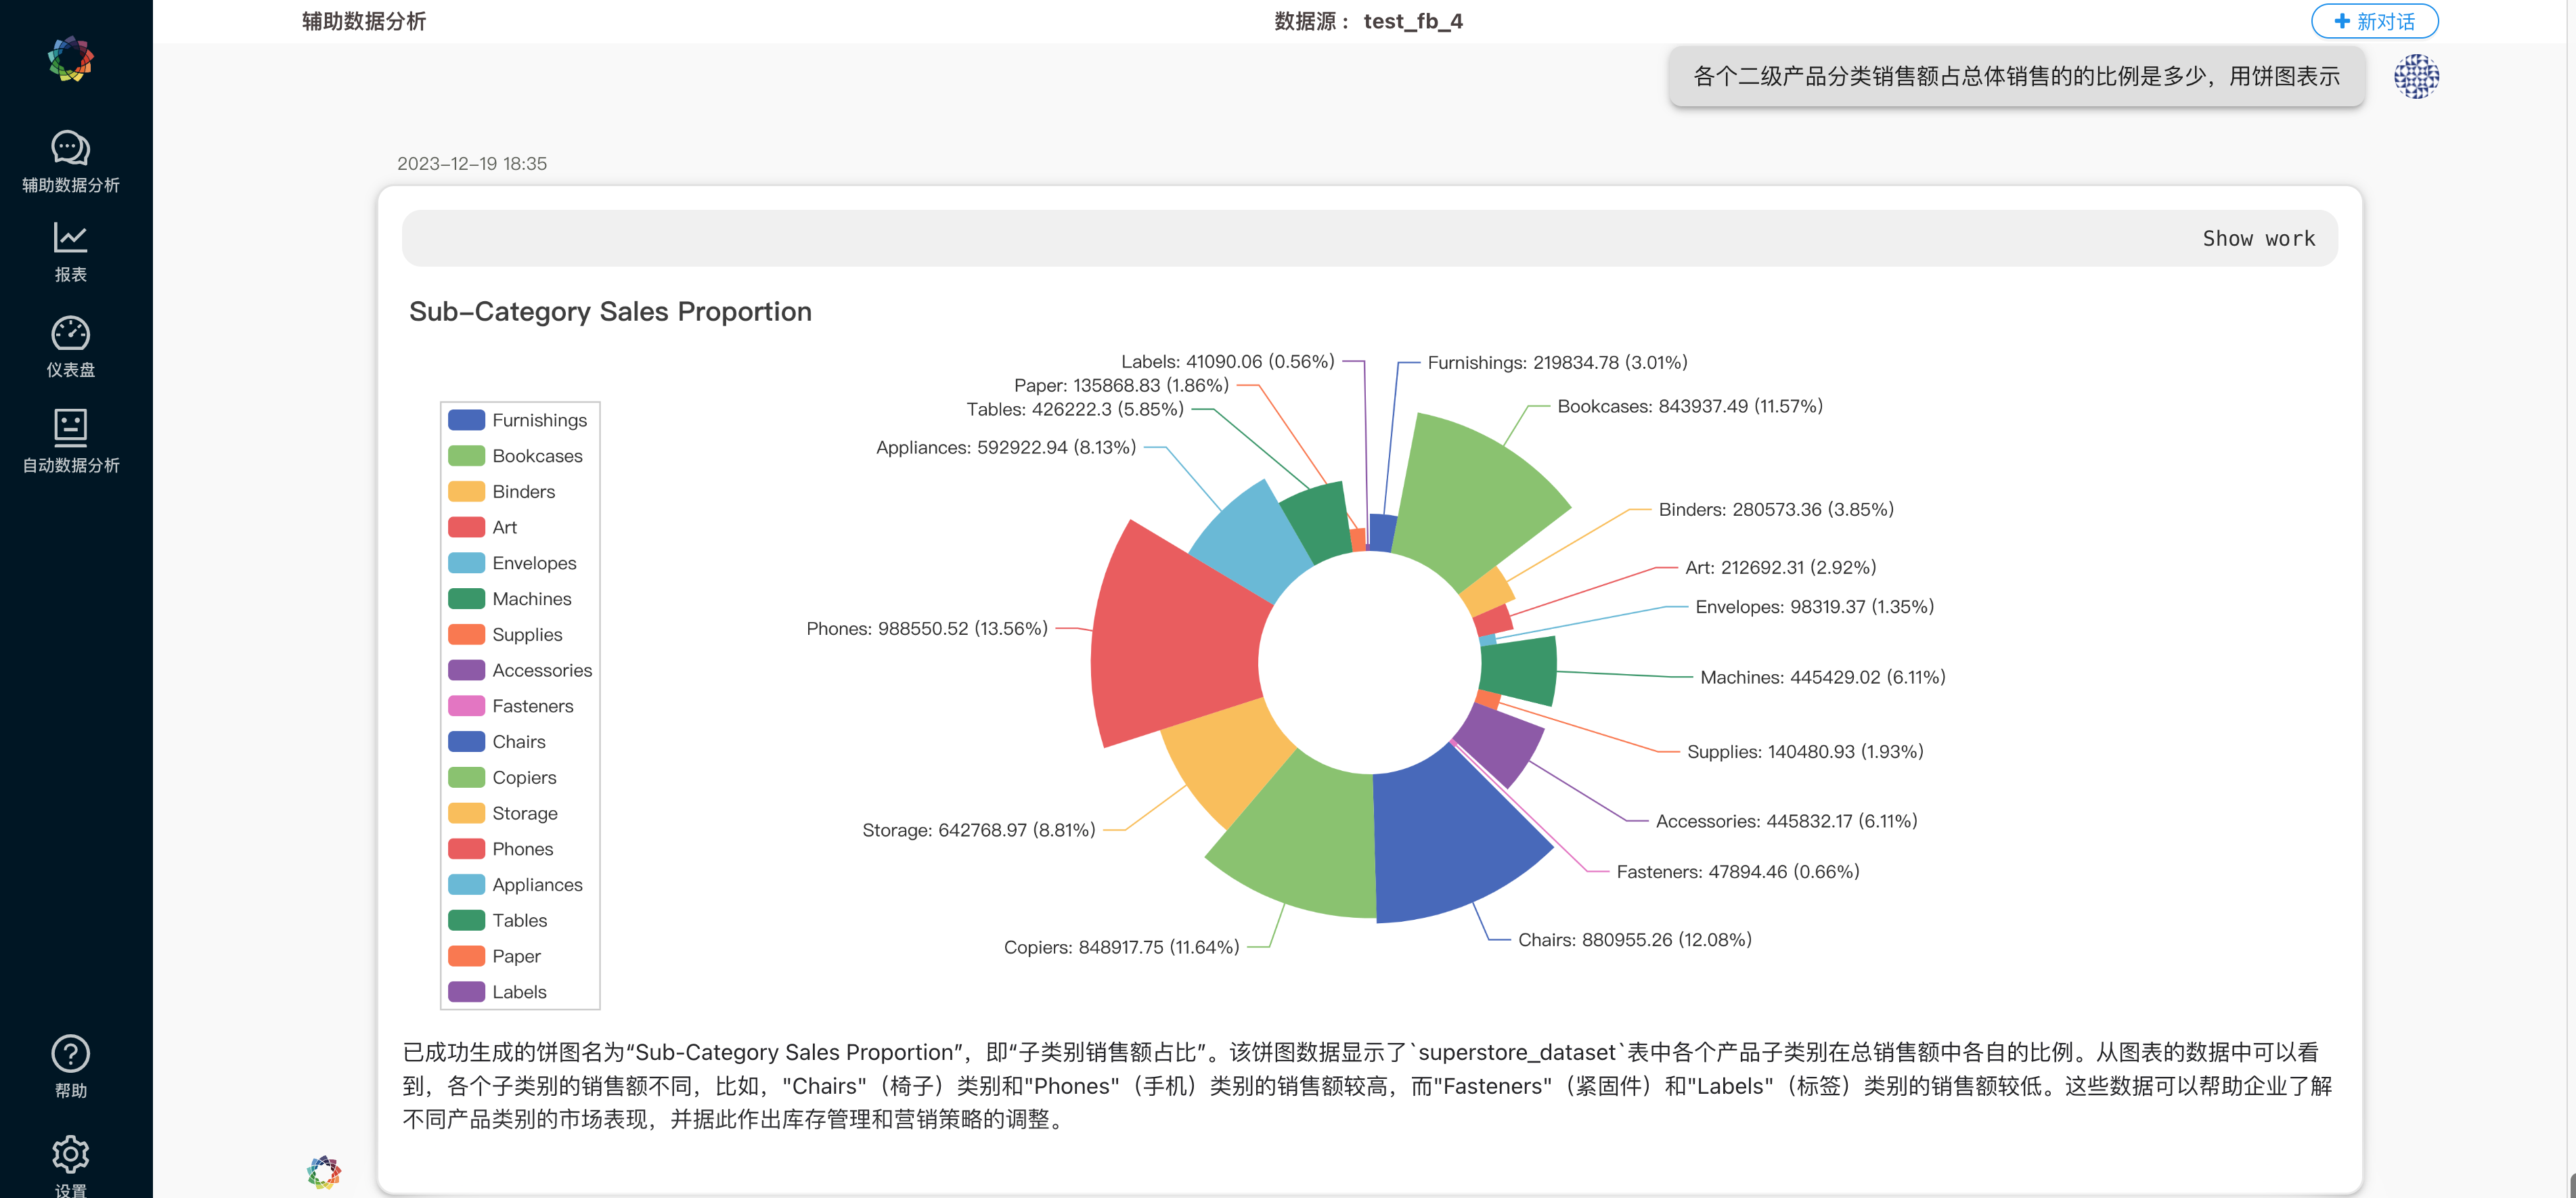 辅助数据分析
数据源： test_fb_4
新对话
各个二级产品分类销售额占总体销售的的比例是多少，用饼图表示
辅助数据分析
报表
仪表盘
自动数据分析
帮助
设置
2023-12-19 18:35
Show work
Sub-Category Sales Proportion
Furnishings
Bookcases
Binders
Art
Envelopes
Machines
Supplies
Accessories
Fasteners
Chairs
Copiers
Storage
Phones
Appliances
Tables
Paper
Labels
Labels: 41090.06 (0.56%)
Paper: 135868.83 (1.86%)
Tables: 426222.3 (5.85%)
Appliances: 592922.94 (8.13%)
Phones: 988550.52 (13.56%)
Storage: 642768.97 (8.81%)
Copiers: 848917.75 (11.64%)
Furnishings: 219834.78 (3.01%)
Bookcases: 843937.49 (11.57%)
Binders: 280573.36 (3.85%)
Art: 212692.31 (2.92%)
Envelopes: 98319.37 (1.35%)
Machines: 445429.02 (6.11%)
Supplies: 140480.93 (1.93%)
Accessories: 445832.17 (6.11%)
Fasteners: 47894.46 (0.66%)
Chairs: 880955.26 (12.08%)
已成功生成的饼图名为“Sub-Category Sales Proportion”，即“子类别销售额占比”。该饼图数据显示了`superstore_dataset`表中各个产品子类别在总销售额中各自的比例。从图表的数据中可以看
到，各个子类别的销售额不同，比如，"Chairs"（椅子）类别和"Phones"（手机）类别的销售额较高，而"Fasteners"（紧固件）和"Labels"（标签）类别的销售额较低。这些数据可以帮助企业了解
不同产品类别的市场表现，并据此作出库存管理和营销策略的调整。